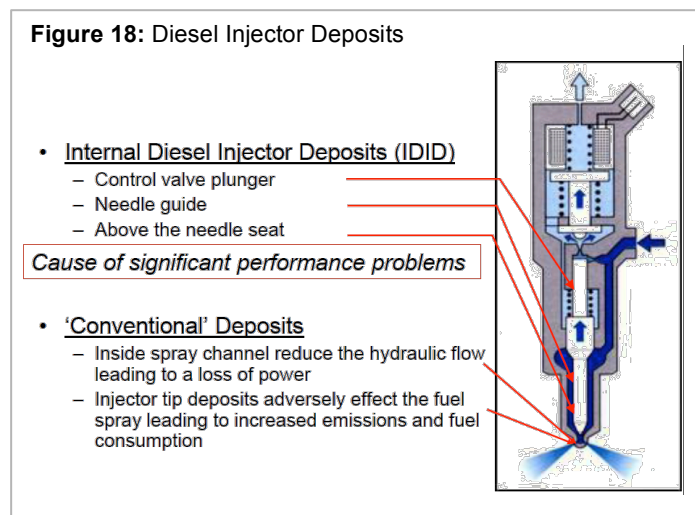 Figure 18: Diesel Injector Deposits
• Internal Diesel Injector Deposits (IDID)
– Control valve plunger
– Needle guide
– Above the needle seat
Cause of significant performance problems
• ‘Conventional’ Deposits
– Inside spray channel reduce the hydraulic flow
leading to a loss of power
– Injector tip deposits adversely effect the fuel
spray leading to increased emissions and fuel
consumption